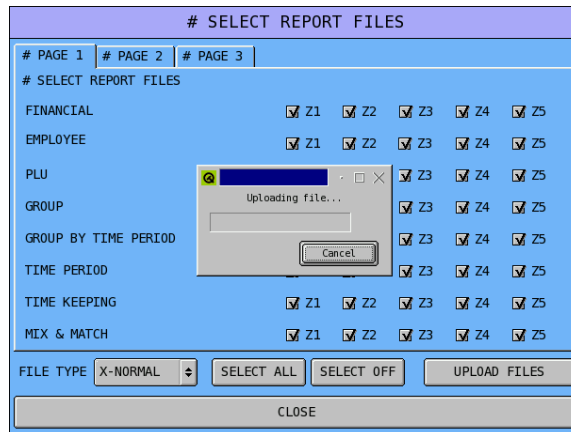 # SELECT REPORT FILES
# PAGE 1 # PAGE 2 # PAGE 3
# SELECT REPORT FILES
FINANCIAL Z1 Z2 Z3 Z4 Z5
EMPLOYEE Z1 Z2 Z3 Z4 Z5
PLU Z3 Z4 Z5
GROUP Z3 Z4 Z5
GROUP BY TIME PERIOD Z3 Z4 Z5
TIME PERIOD Z3 Z4 Z5
TIME KEEPING Z1 Z2 Z3 Z4 Z5
MIX & MATCH Z1 Z2 Z3 Z4 Z5
Uploading file...
Cancel
FILE TYPE X-NORMAL SELECT ALL SELECT OFF UPLOAD FILES
CLOSE